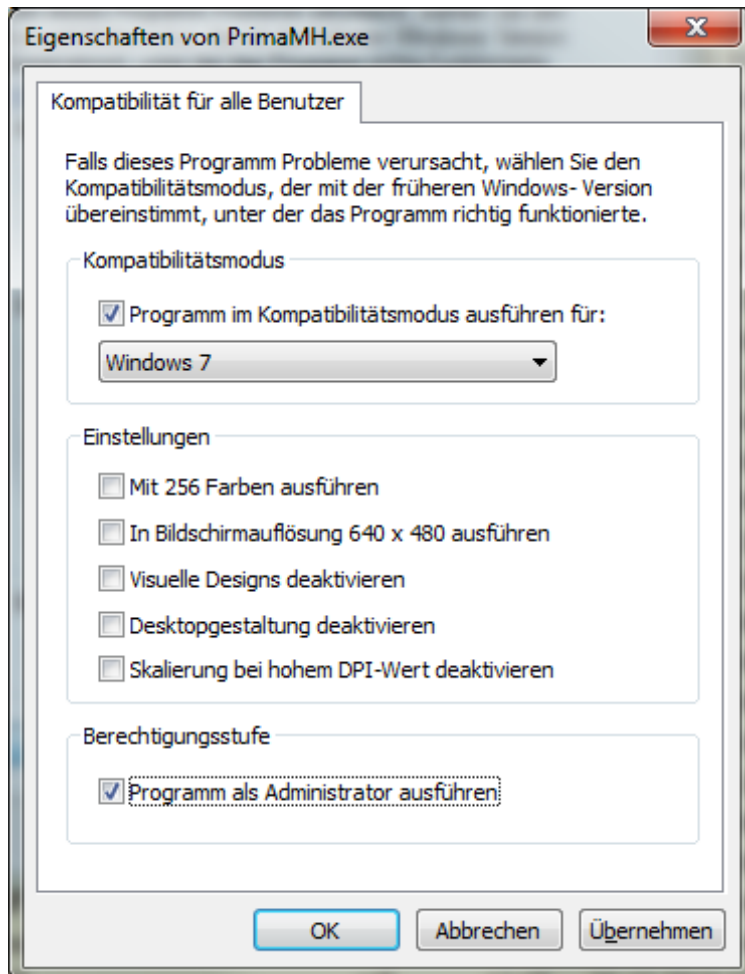 Eigenschaften von PrimaMH.exe
Kompatibilität für alle Benutzer
Falls dieses Programm Probleme verursacht, wählen Sie den
Kompatibilitätsmodus, der mit der früheren Windows- Version
übereinstimmt, unter der das Programm richtig funktionierte.
Kompatibilitätsmodus
Programm im Kompatibilitätsmodus ausführen für:
Windows 7
Einstellungen
Mit 256 Farben ausführen
In Bildschirmauflösung 640 x 480 ausführen
Visuelle Designs deaktivieren
Desktopgestaltung deaktivieren
Skalierung bei hohem DPI-Wert deaktivieren
Berechtigungsstufe
Programm als Administrator ausführen
OK Abbrechen Übernehmen